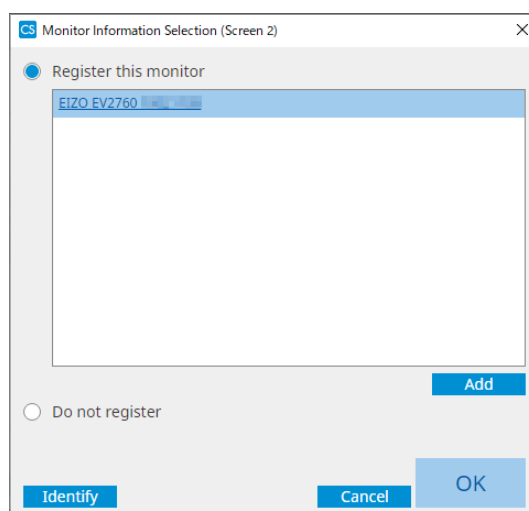 CS Monitor Information Selection (Screen 2)
Register this monitor
EIZO EV2760
Add
Do not register
Identify
Cancel
OK